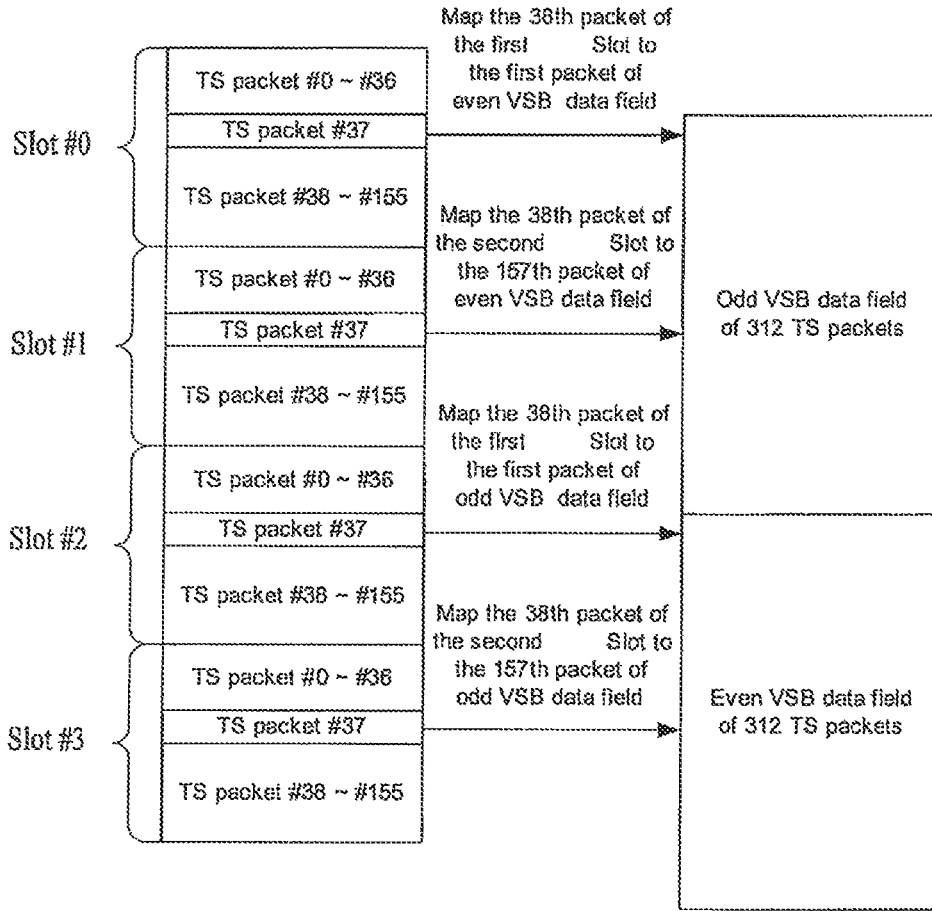 Map the 38th packet of
the first Slot to
the first packet of
even VSB data field
Slot #0
TS packet #0 ~ #36
TS packet #37
TS packet #38 ~ #155
Map the 38th packet of
the second Slot to
the 157th packet of
even VSB data field
Slot #1
TS packet #0 ~ #36
TS packet #37
TS packet #38 ~ #155
Odd VSB data field
of 312 TS packets
Map the 38th packet of
the first Slot to
the first packet of
odd VSB data field
Slot #2
TS packet #0 ~ #36
TS packet #37
TS packet #38 ~ #155
Map the 38th packet of
the second Slot to
the 157th packet of
odd VSB data field
Slot #3
TS packet #0 ~ #36
TS packet #37
TS packet #38 ~ #155
Even VSB data field
of 312 TS packets